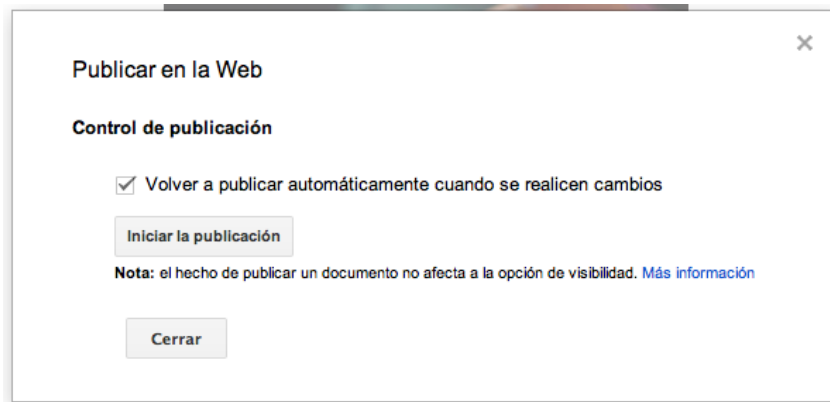 Publicar en la Web
Control de publicación
Volver a publicar automáticamente cuando se realicen cambios
Iniciar la publicación
Nota: el hecho de publicar un documento no afecta a la opción de visibilidad. Más información
Cerrar